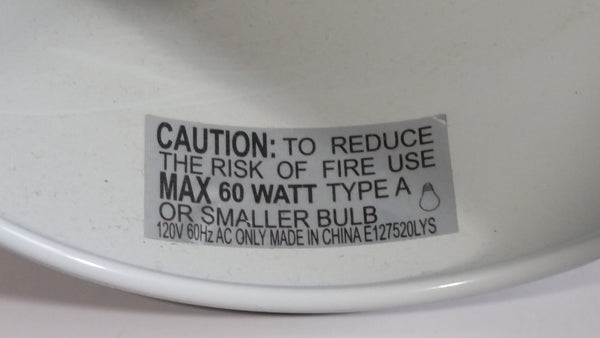 CAUTION: TO REDUCE
THE RISK OF FIRE USE
MAX 60 WATT TYPE A
OR SMALLER BULB
120V 60Hz AC ONLY MADE IN CHINA E127520LYS